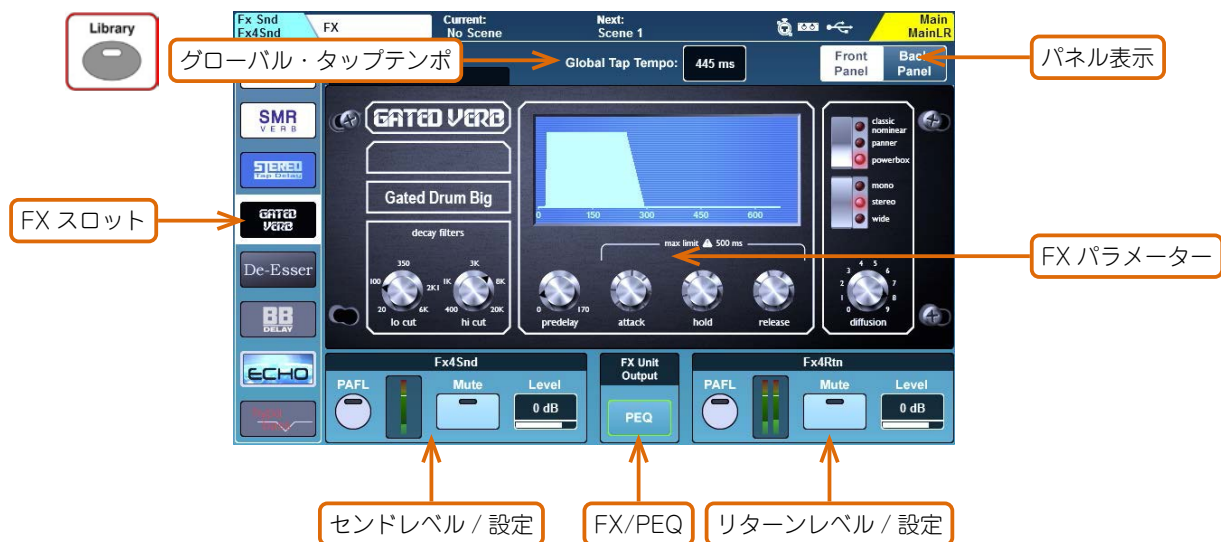 Library
Fx Snd
Fx4Snd
FX
Current:
No Scene
Next:
Scene 1
Main
MainLR
グローバル・タップテンポ
Global Tap Tempo:
445 ms
Front
Panel
Panel
パネル表示
SMR
VERB
STEREO
Tap Delay
GATED
VERB
De-Esser
BB
DELAY
ECHO
FX スロット
GATED VERB
Gated Drum Big
decay filters
350
100
2K1
20
6K
lo cut
3K
1K
8K
400
20K
hi cut
0
150
300
450
600
max limit ⚠ 500 ms
0
170
predelay
attack
hold
release
classic
nominear
panner
powerbox
mono
stereo
wide
0
1
2
3
4
5
6
7
8
9
diffusion
FX パラメーター
Fx4Snd
PAFL
Mute
Level
0 dB
FX Unit
Output
PEQ
Fx4Rtn
PAFL
Mute
Level
0 dB
センドレベル / 設定
FX/PEQ
リターンレベル / 設定